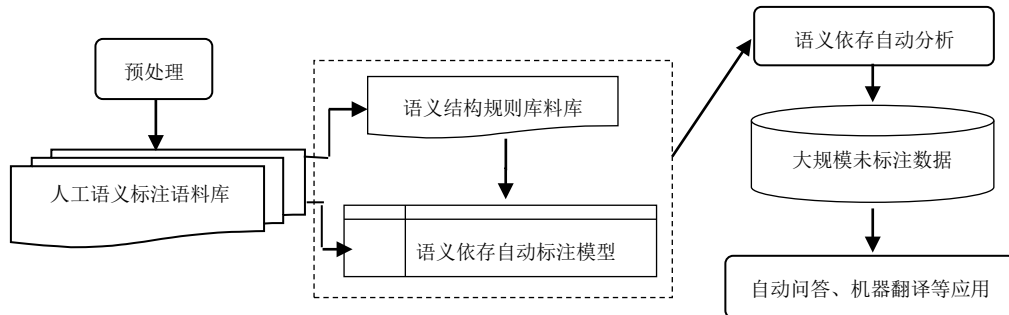 预处理
人工语义标注语料库
语义结构规则库料库
语义依存自动标注模型
语义依存自动分析
大规模未标注数据
自动问答、机器翻译等应用